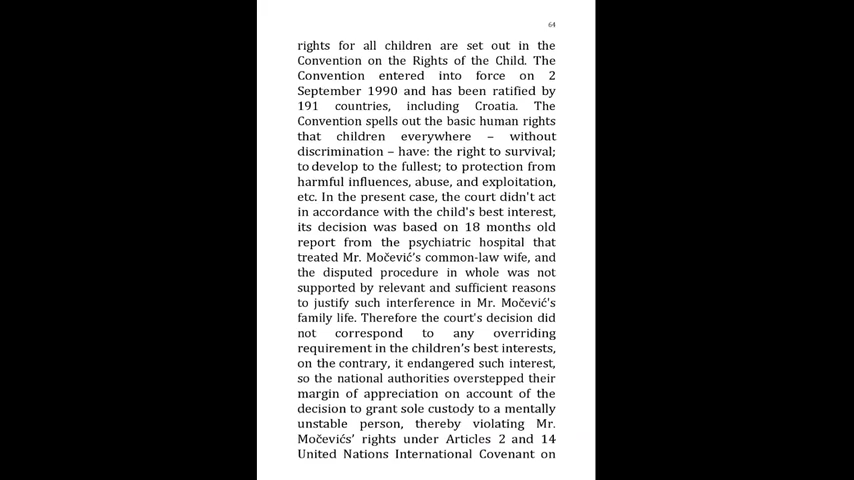 64
rights for all children are set out in the
Convention on the Rights of the Child. The
Convention entered into force on 2
September 1990 and has been ratified by
191 countries, including Croatia. The
Convention spells out the basic human rights
that children everywhere – without
discrimination – have: the right to survival;
to develop to the fullest; to protection from
harmful influences, abuse, and exploitation,
etc. In the present case, the court didn't act
in accordance with the child's best interest,
its decision was based on 18 months old
report from the psychiatric hospital that
treated Mr. Močević's common-law wife, and
the disputed procedure in whole was not
supported by relevant and sufficient reasons
to justify such interference in Mr. Močević's
family life. Therefore the court's decision did
not correspond to any overriding
requirement in the children's best interests,
on the contrary, it endangered such interest,
so the national authorities overstepped their
margin of appreciation on account of the
decision to grant sole custody to a mentally
unstable person, thereby violating Mr.
Močevićs' rights under Articles 2 and 14
United Nations International Covenant on